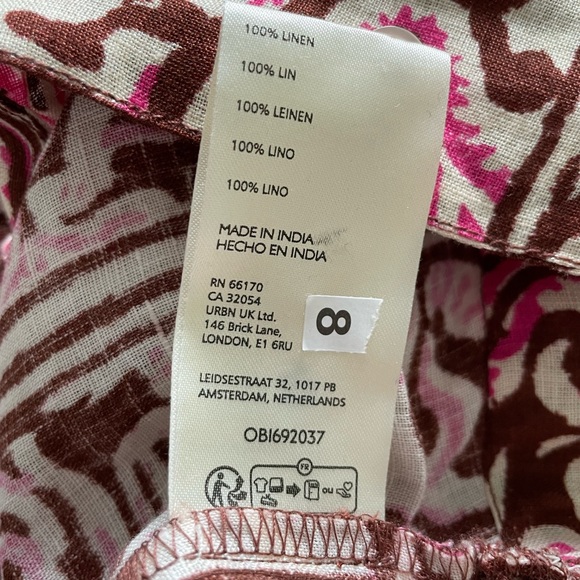 100% LINEN
100% LIN
100% LEINEN
100% LINO
100% LINO
MADE IN INDIA
HECHO EN INDIA
RN 66170
CA 32054
URBN UK Ltd.
146 Brick Lane,
LONDON, E1 6RU
8
LEIDSESTRAAT 32, 1017 PB
AMSTERDAM, NETHERLANDS
OBI692037
FR
ou